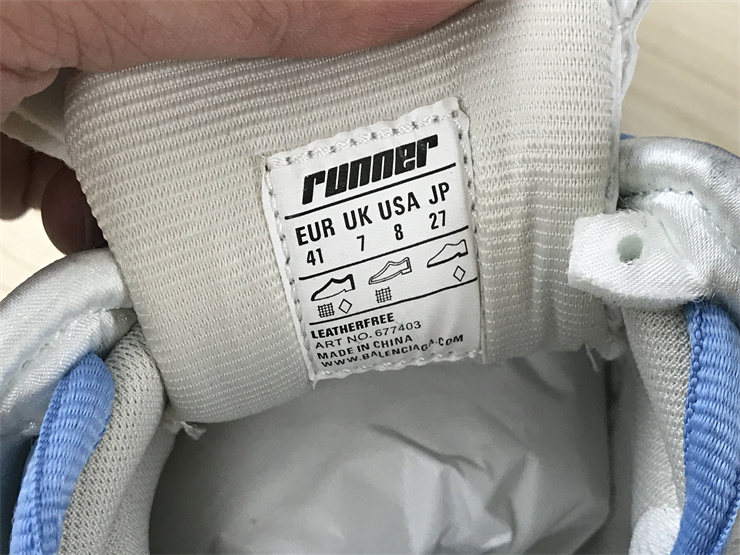 runner
EUR UK USA JP
41 7 8 27
LEATHERFREE
ART NO. 677403
MADE IN CHINA
WWW.BALENCIAGA.COM